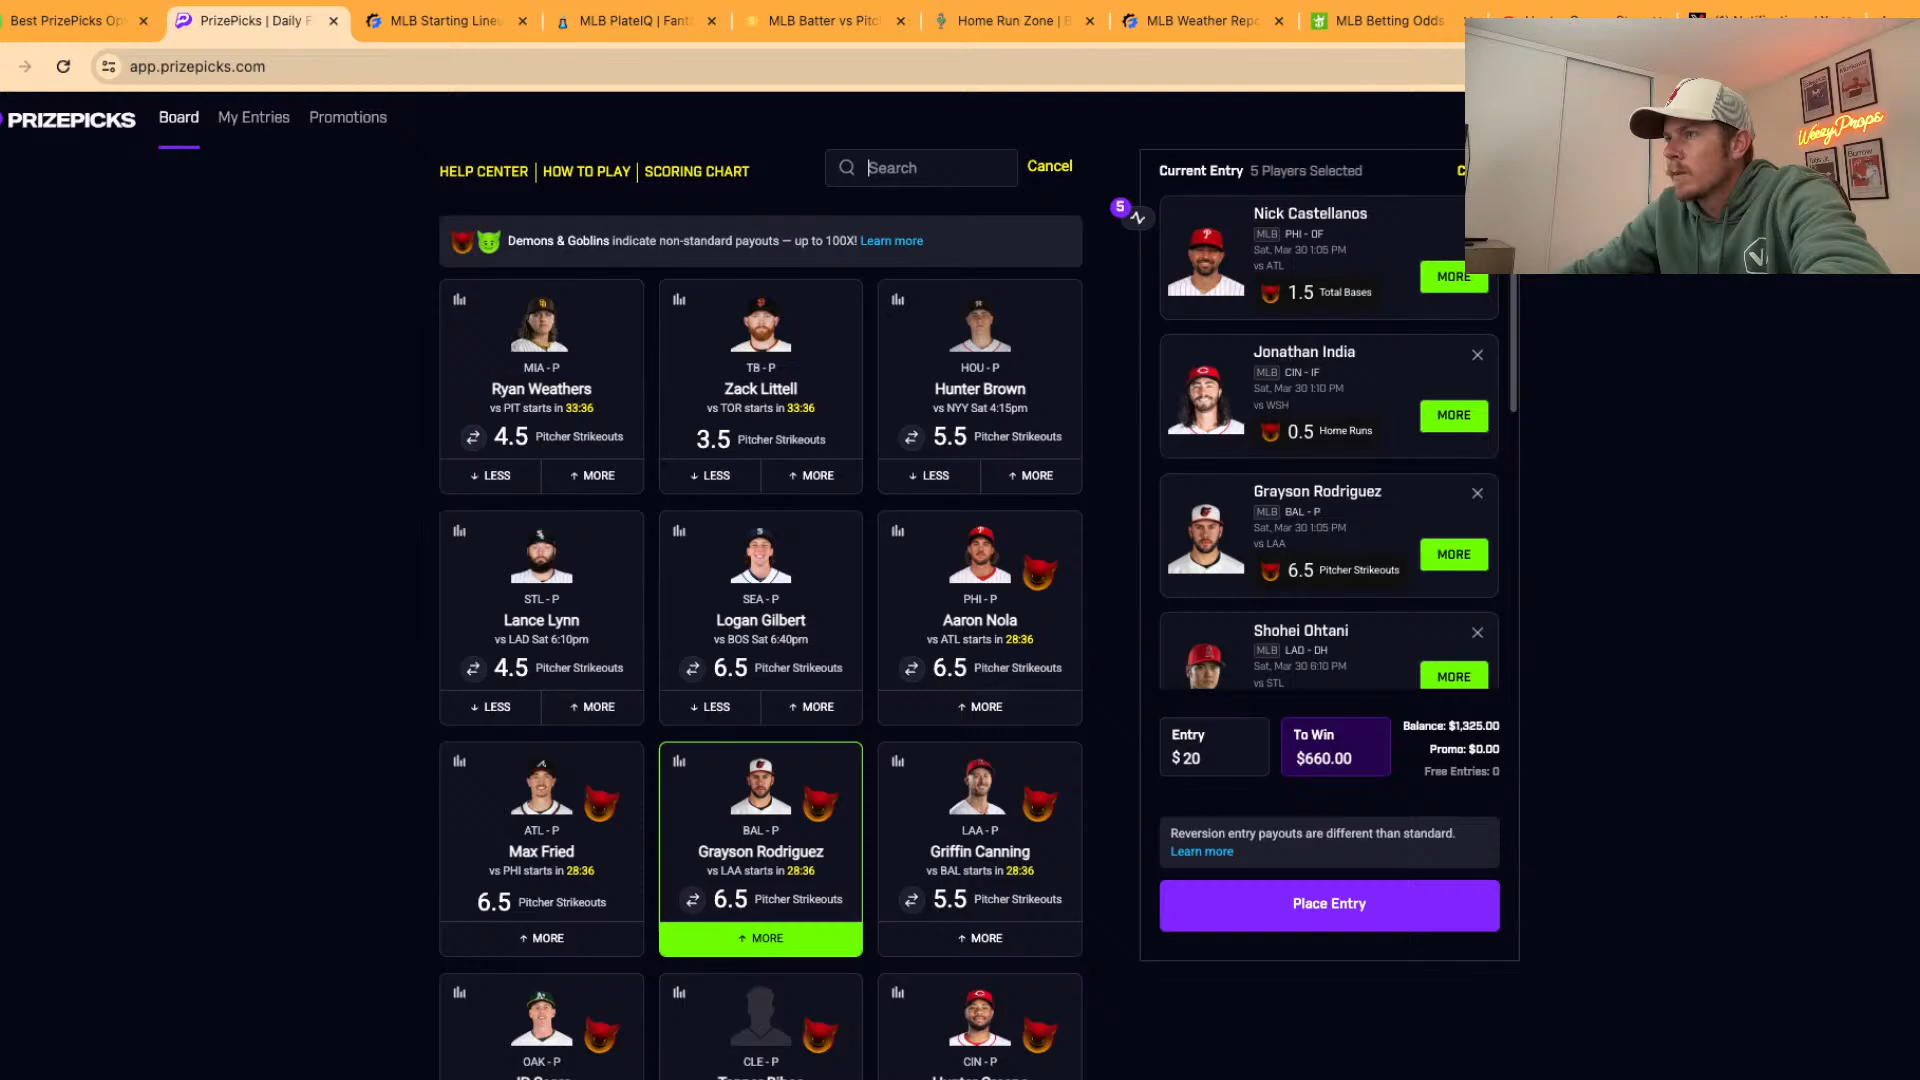 Best PrizePicks Op
PrizePicks | Daily F
MLB Starting Lineu
MLB PlateIQ | Fant
MLB Batter vs Pitc
Home Run Zone | B
MLB Weather Repo
MLB Betting Odds
app.prizepicks.com
PRIZEPICKS
Board
My Entries
Promotions
HELP CENTER
HOW TO PLAY
SCORING CHART
Search
Cancel
Demons & Goblins indicate non-standard payouts — up to 100X! Learn more
MIA - P
Ryan Weathers
vs PIT starts in 33:36
4.5 Pitcher Strikeouts
LESS
MORE
TB - P
Zack Littell
vs TOR starts in 33:36
3.5 Pitcher Strikeouts
LESS
MORE
HOU - P
Hunter Brown
vs NYY Sat 4:15pm
5.5 Pitcher Strikeouts
LESS
MORE
STL - P
Lance Lynn
vs LAD Sat 6:10pm
4.5 Pitcher Strikeouts
LESS
MORE
SEA - P
Logan Gilbert
vs BOS Sat 6:40pm
6.5 Pitcher Strikeouts
LESS
MORE
PHI - P
Aaron Nola
vs ATL starts in 28:36
6.5 Pitcher Strikeouts
MORE
ATL - P
Max Fried
vs PHI starts in 28:36
6.5 Pitcher Strikeouts
MORE
BAL - P
Grayson Rodriguez
vs LAA starts in 28:36
6.5 Pitcher Strikeouts
MORE
LAA - P
Griffin Canning
vs BAL starts in 28:36
5.5 Pitcher Strikeouts
MORE
OAK - P
CLE - P
CIN - P
5
Current Entry 5 Players Selected
Nick Castellanos
MLB PHI - OF
Sat, Mar 30 1:05 PM
vs ATL
1.5 Total Bases
MORE
Jonathan India
MLB CIN - IF
Sat, Mar 30 1:10 PM
vs WSH
0.5 Home Runs
MORE
Grayson Rodriguez
MLB BAL - P
Sat, Mar 30 1:05 PM
vs LAA
6.5 Pitcher Strikeouts
MORE
Shohei Ohtani
MLB LAD - DH
Sat, Mar 30 6:10 PM
vs STL
MORE
Entry
$ 20
To Win
$660.00
Balance: $1,325.00
Promo: $0.00
Free Entries: 0
Reversion entry payouts are different than standard.
Learn more
Place Entry
WeezyProps
Burrow